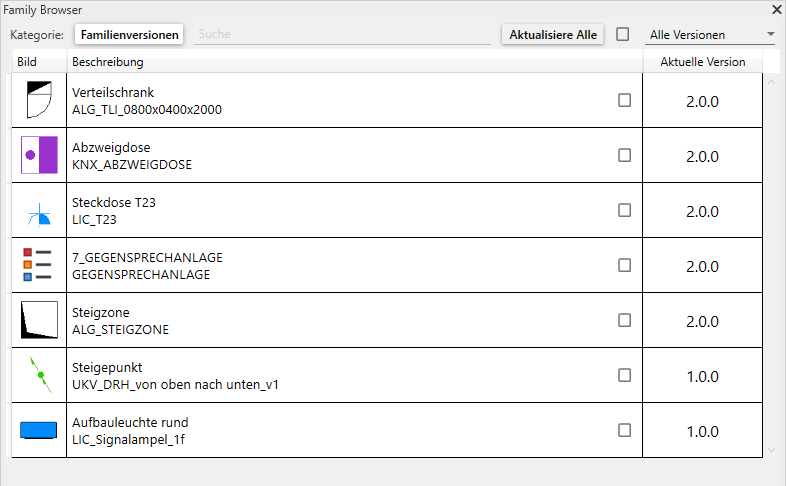 Family Browser
Kategorie: Familienversionen Suche Aktualisiere Alle Alle Versionen
Bild Beschreibung Aktuelle Version
Verteilschrank
ALG_TLI_0800x0400x2000
2.0.0
Abzweigdose
KNX_ABZWEIGDOSE
2.0.0
Steckdose T23
LIC_T23
2.0.0
7_GEGENSPRECHANLAGE
GEGENSPRECHANLAGE
2.0.0
Steigzone
ALG_STEIGZONE
2.0.0
Steigepunkt
UKV_DRH_von oben nach unten_v1
1.0.0
Aufbauleuchte rund
LIC_Signalampel_1f
1.0.0